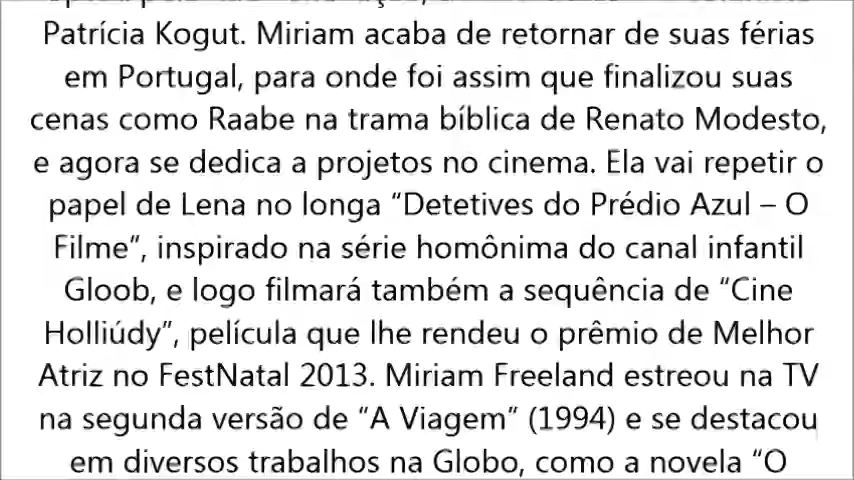 Patrícia Kogut. Miriam acaba de retornar de suas férias
em Portugal, para onde foi assim que finalizou suas
cenas como Raabe na trama bíblica de Renato Modesto,
e agora se dedica a projetos no cinema. Ela vai repetir o
papel de Lena no longa “Detetives do Prédio Azul – O
Filme”, inspirado na série homônima do canal infantil
Gloob, e logo filmará também a sequência de “Cine
Holliúdy”, película que lhe rendeu o prêmio de Melhor
Atriz no FestNatal 2013. Miriam Freeland estreou na TV
na segunda versão de “A Viagem” (1994) e se destacou
em diversos trabalhos na Globo, como a novela “O